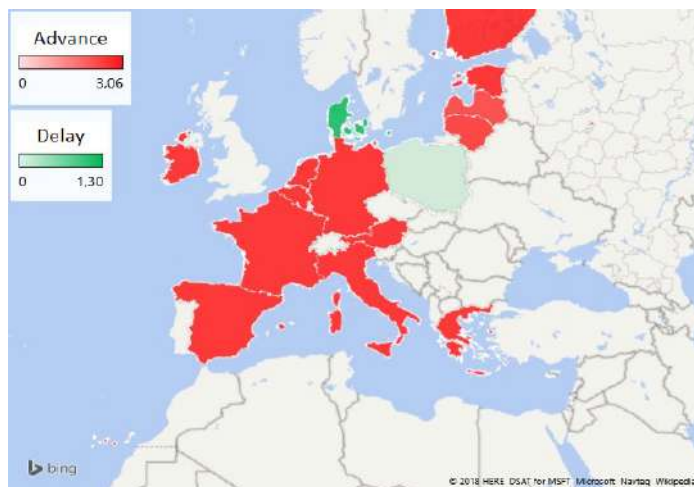 Advance
0 3.06
Delay
0 1,30
bing
© 2018 HERE DSAT for MSFT Microsoft Navteq Wikipedia